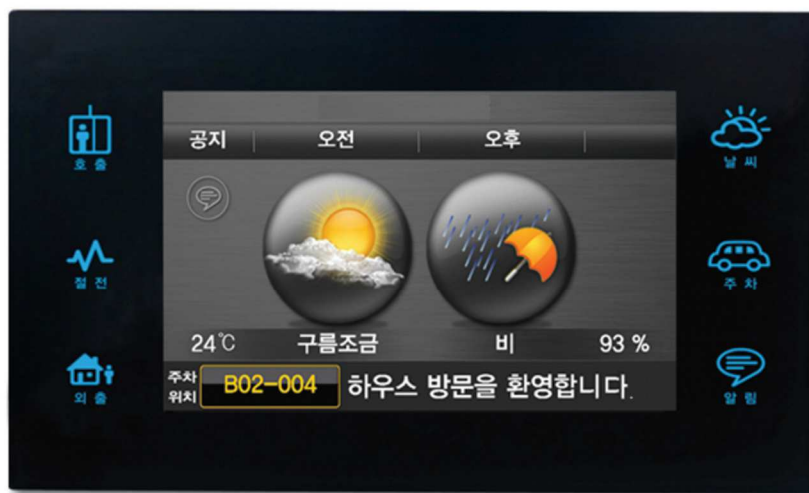 호출
절전
외출
공지 오전 오후
24℃ 구름조금 비 93 %
주차 위치 B02-004 하우스 방문을 환영합니다.
날씨
주차
알림